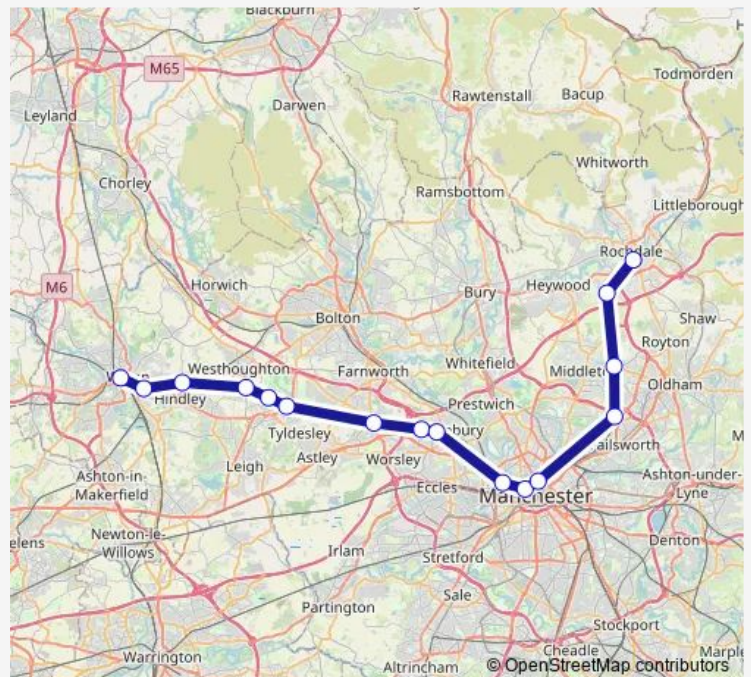 Blackburn
M65
Todmorden
Rawtenstall
Bacup
Darwen
Leyland
Whitworth
Chorley
Ramsbottom
Littleborough
Rochdale
M6
Horwich
Heywood
Bury
Bolton
Shaw
Royton
Westhoughton
Whitefield
Farnworth
Hindley
Oldham
Prestwich
Tyldesley
Astley
Worsley
Leigh
Ashton-in-
Makerfield
Eccles
Manchester
Ashton-under-
Lyne
Newton-le-
Willows
Denton
Irlam
Stretford
Sale
Partington
Stockport
Cheadle
Warrington
Altrincham
© OpenStreetMap contributors